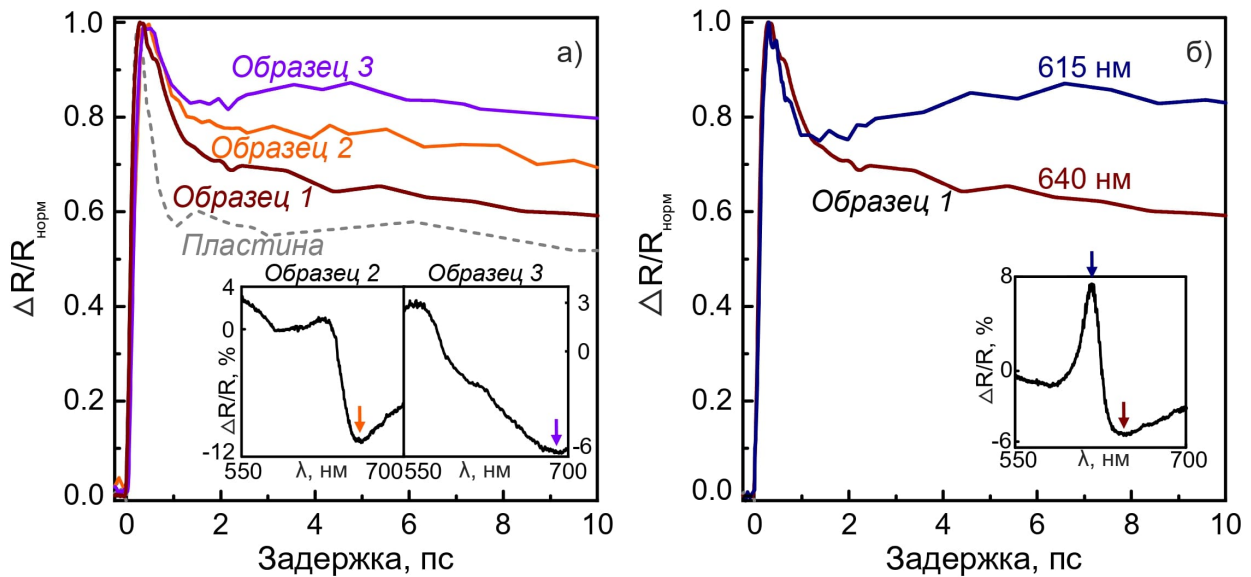 а)
ΔR/Rнорм
1.0
0.8
0.6
0.4
0.2
0.0
Образец 3
Образец 2
Образец 1
Пластина
Образец 2
Образец 3
ΔR/R, %
4
0
-12
3
0
-6
550
λ, нм
700
550
λ, нм
700
0
2
4
6
8
10
Задержка, пс
б)
ΔR/Rнорм
1.0
0.8
0.6
0.4
0.2
0.0
615 нм
640 нм
Образец 1
ΔR/R, %
8
0
-6
550
λ, нм
700
0
2
4
6
8
10
Задержка, пс